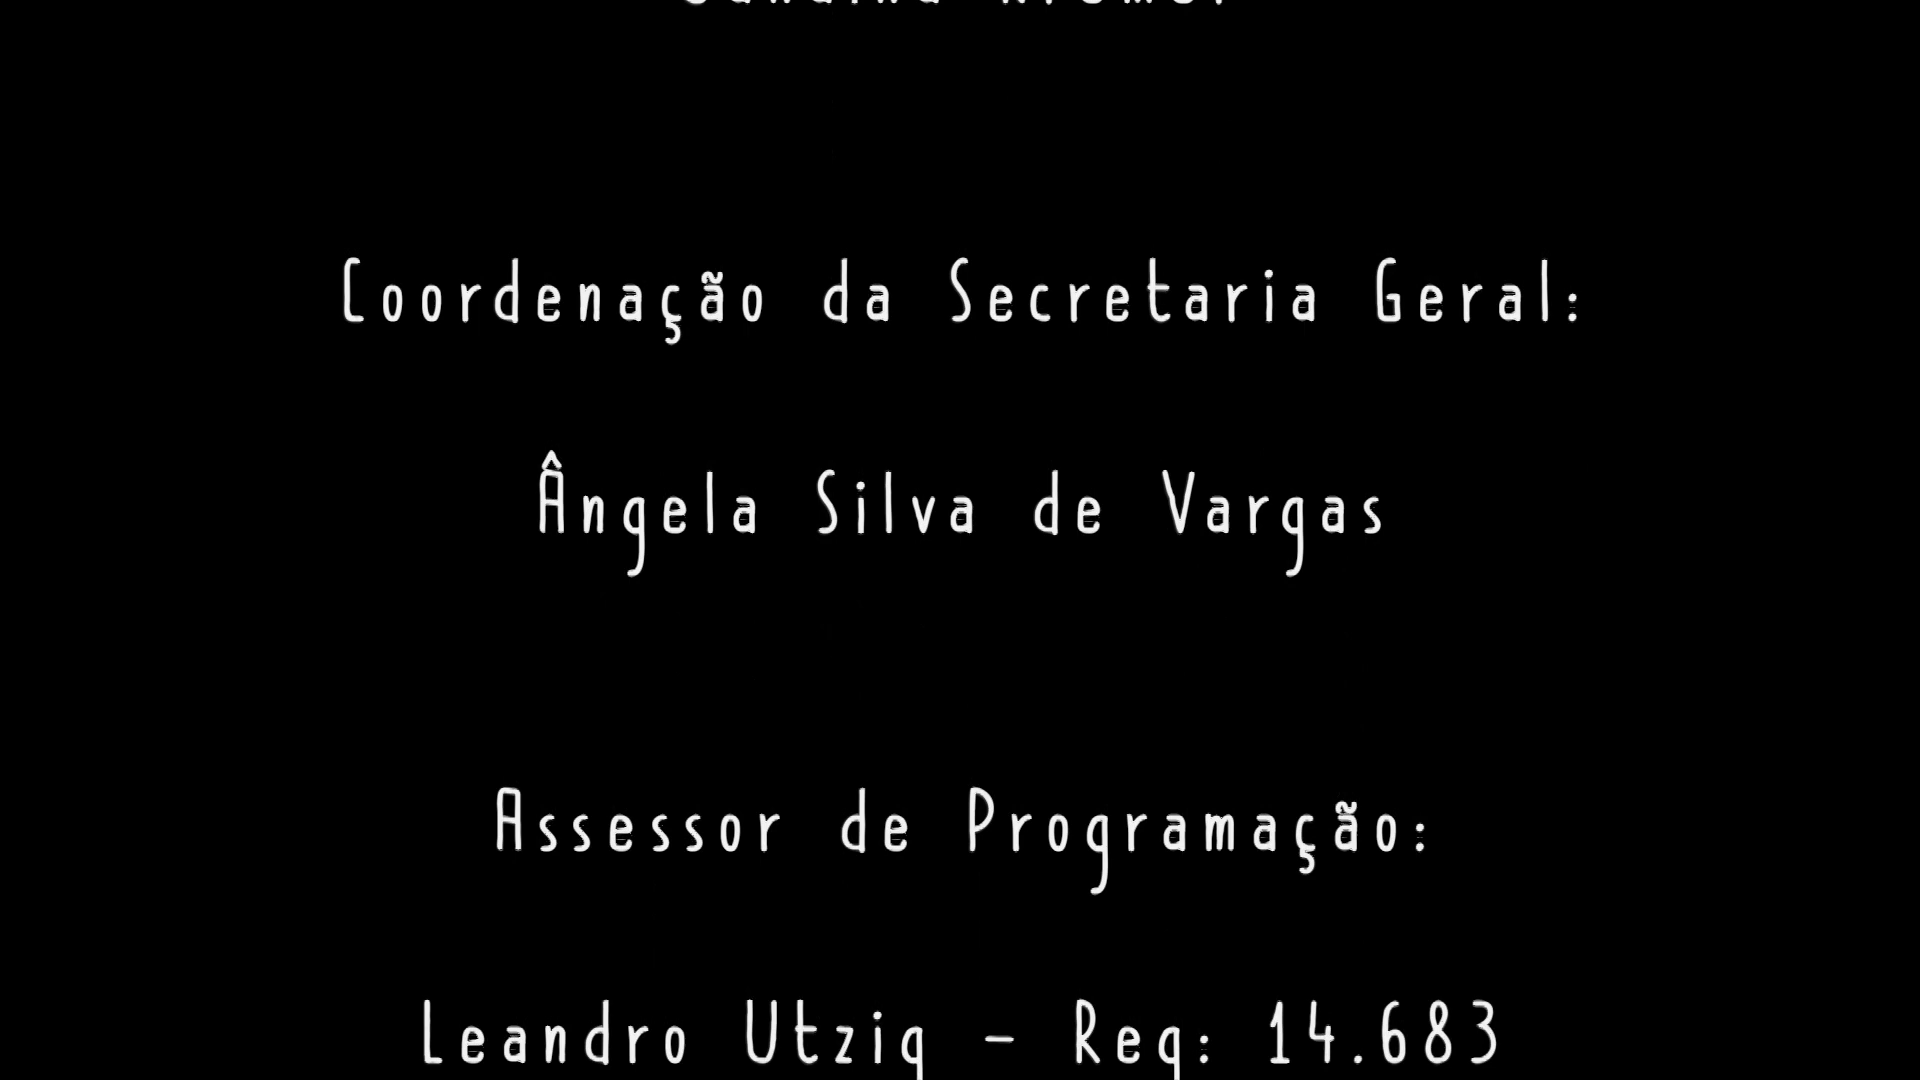 Coordenação da Secretaria Geral:
Ângela Silva de Vargas
Assessor de Programação:
Leandro Utzig - Reg: 14.683